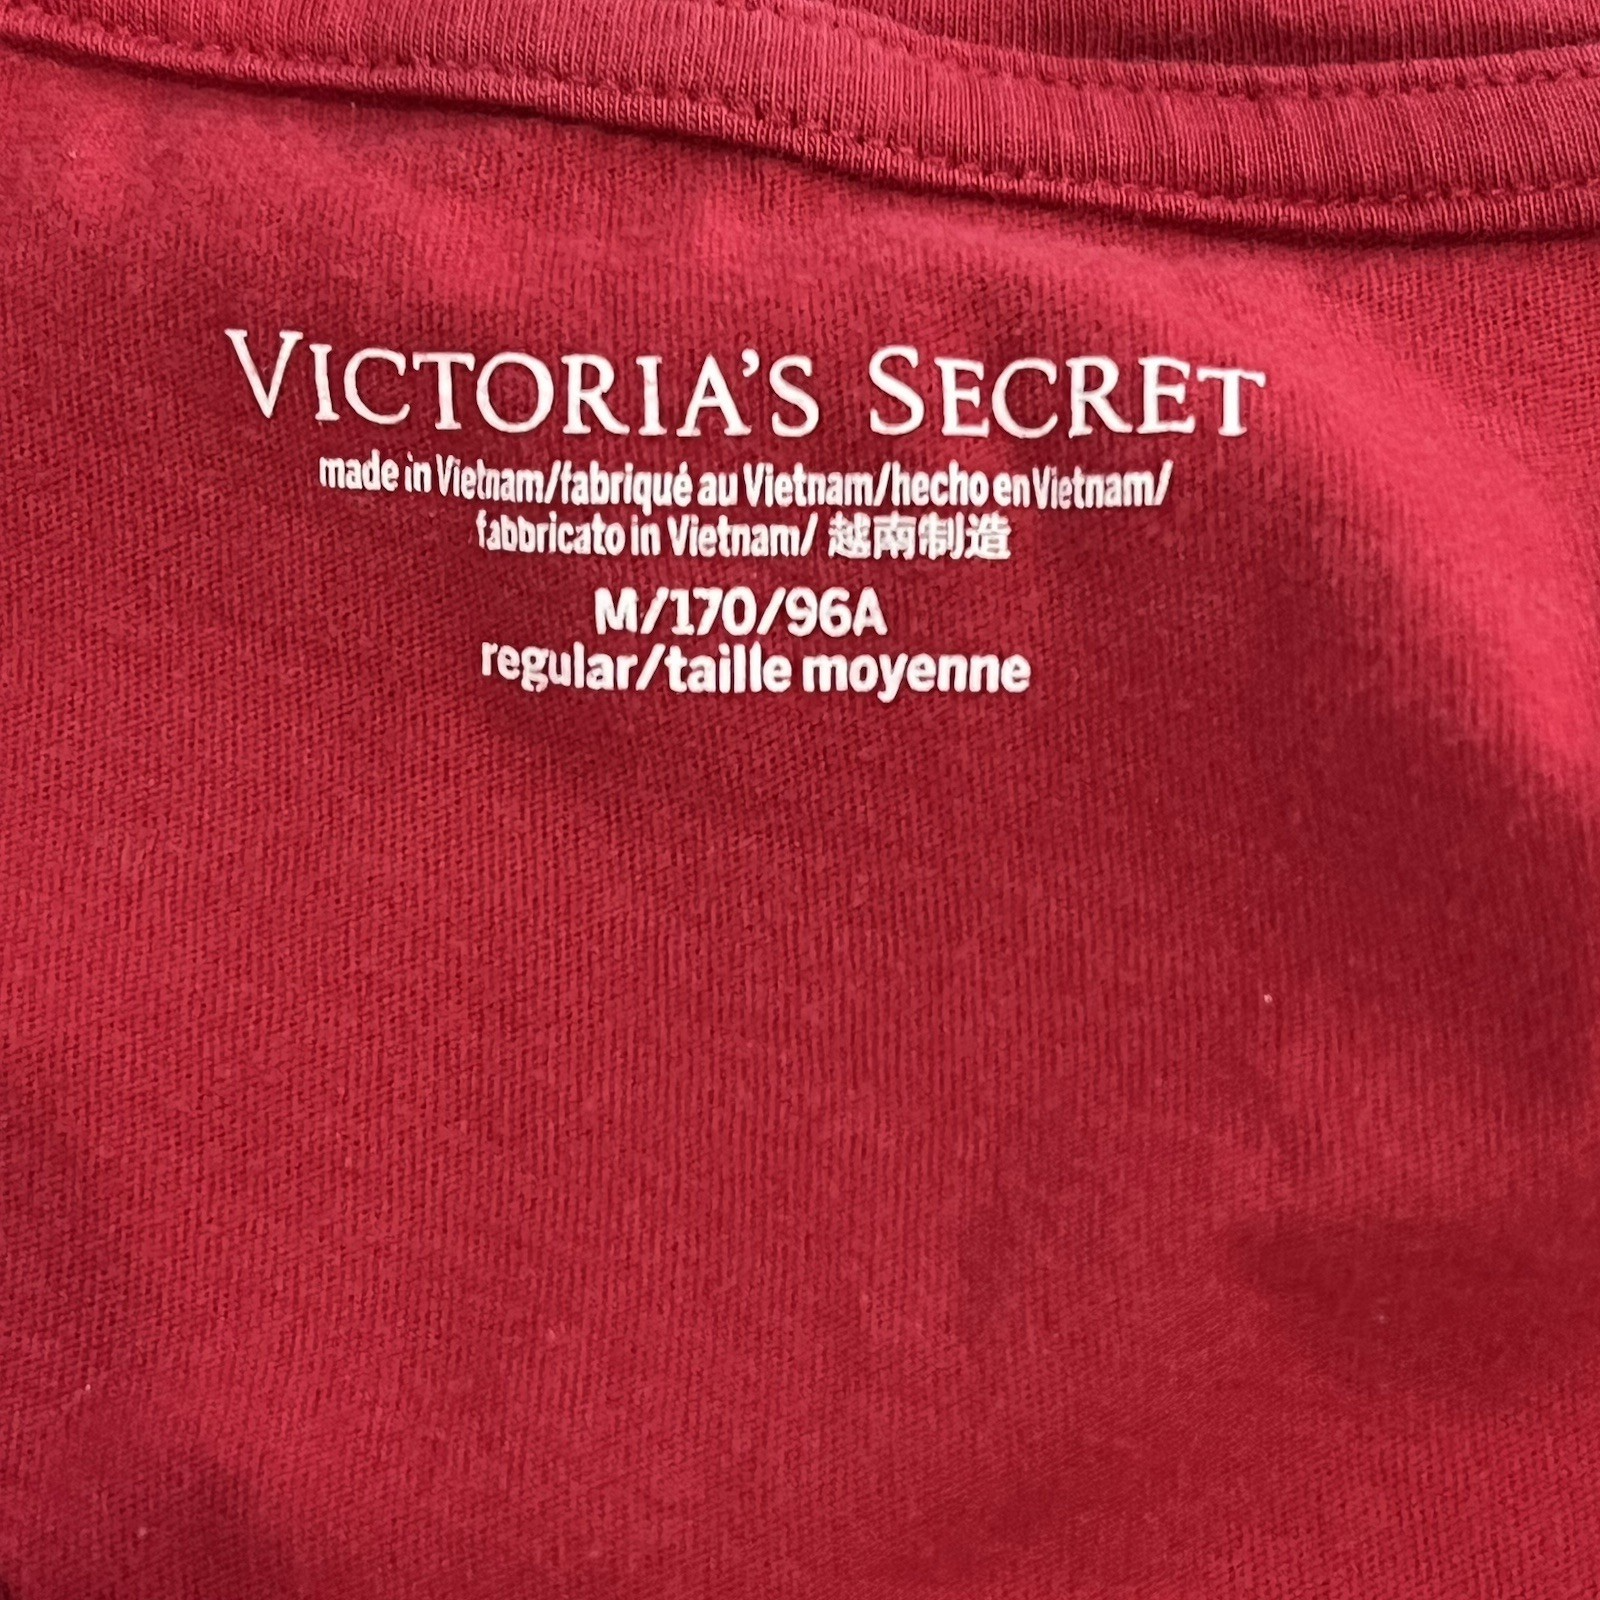 VICTORIA'S SECRET
made in Vietnam/fabriqué au Vietnam/hecho en Vietnam/
fabbricato in Vietnam/ 越南制造
M/170/96A
regular/taille moyenne